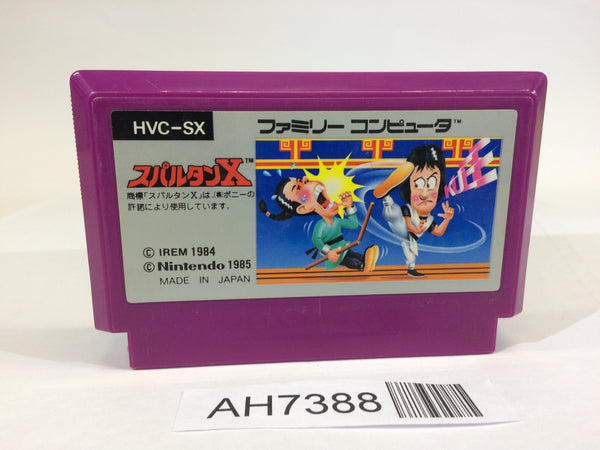 HVC-SX
ファミリー コンピュータ™
スパルタンX™
商標「スパルタンX」は、(株)ポニーの
許諾により使用しています。
© IREM 1984
© Nintendo 1985
MADE IN JAPAN
AH7388